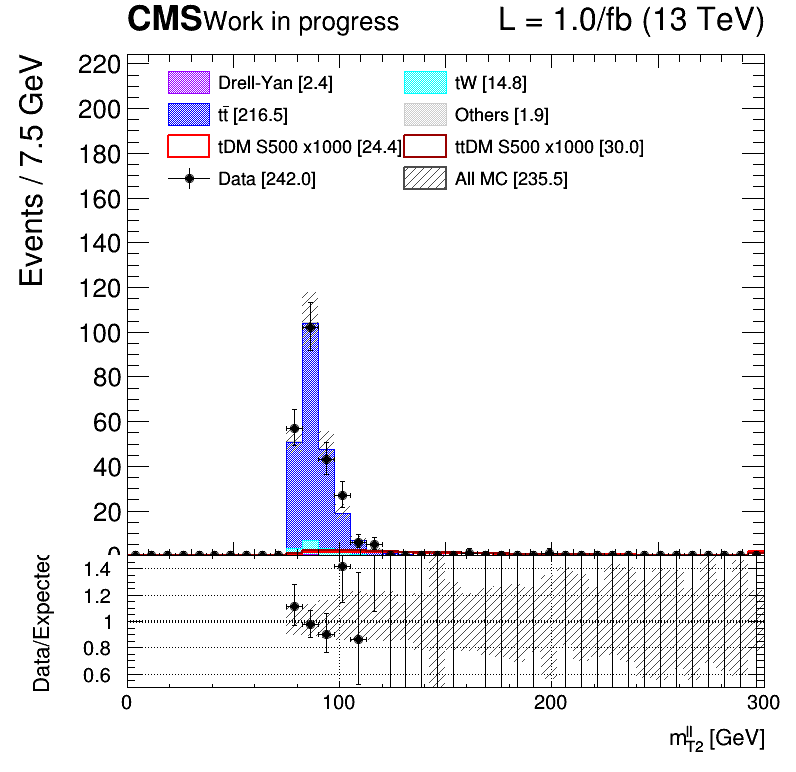 CMS Work in progress L = 1.0/fb (13 TeV)
Events / 7.5 GeV
220
200
180
160
140
120
100
80
60
40
20
0
Drell-Yan [2.4] tW [14.8]
tt̄ [216.5] Others [1.9]
tDM S500 x1000 [24.4] ttDM S500 x1000 [30.0]
Data [242.0] All MC [235.5]
Data/Expected
1.4
1.2
1
0.8
0.6
0 100 200 300
m^{ll}_{T2} [GeV]